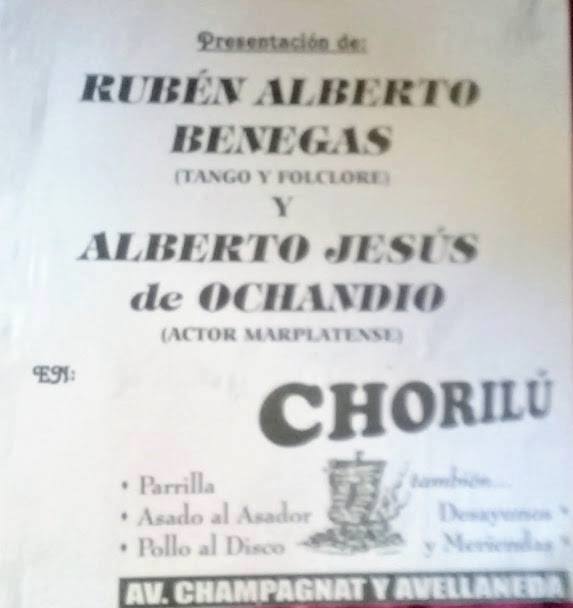 Presentación de:
RUBÉN ALBERTO
BENEGAS
(TANGO Y FOLCLORE)
Y
ALBERTO JESÚS
de OCHANDIO
(ACTOR MARPLATENSE)
EN:
CHORILÚ
• Parrilla
• Asado al Asador
• Pollo al Disco
también...
Desayunos •
y Meriendas •
AV. CHAMPAGNAT Y AVELLANEDA